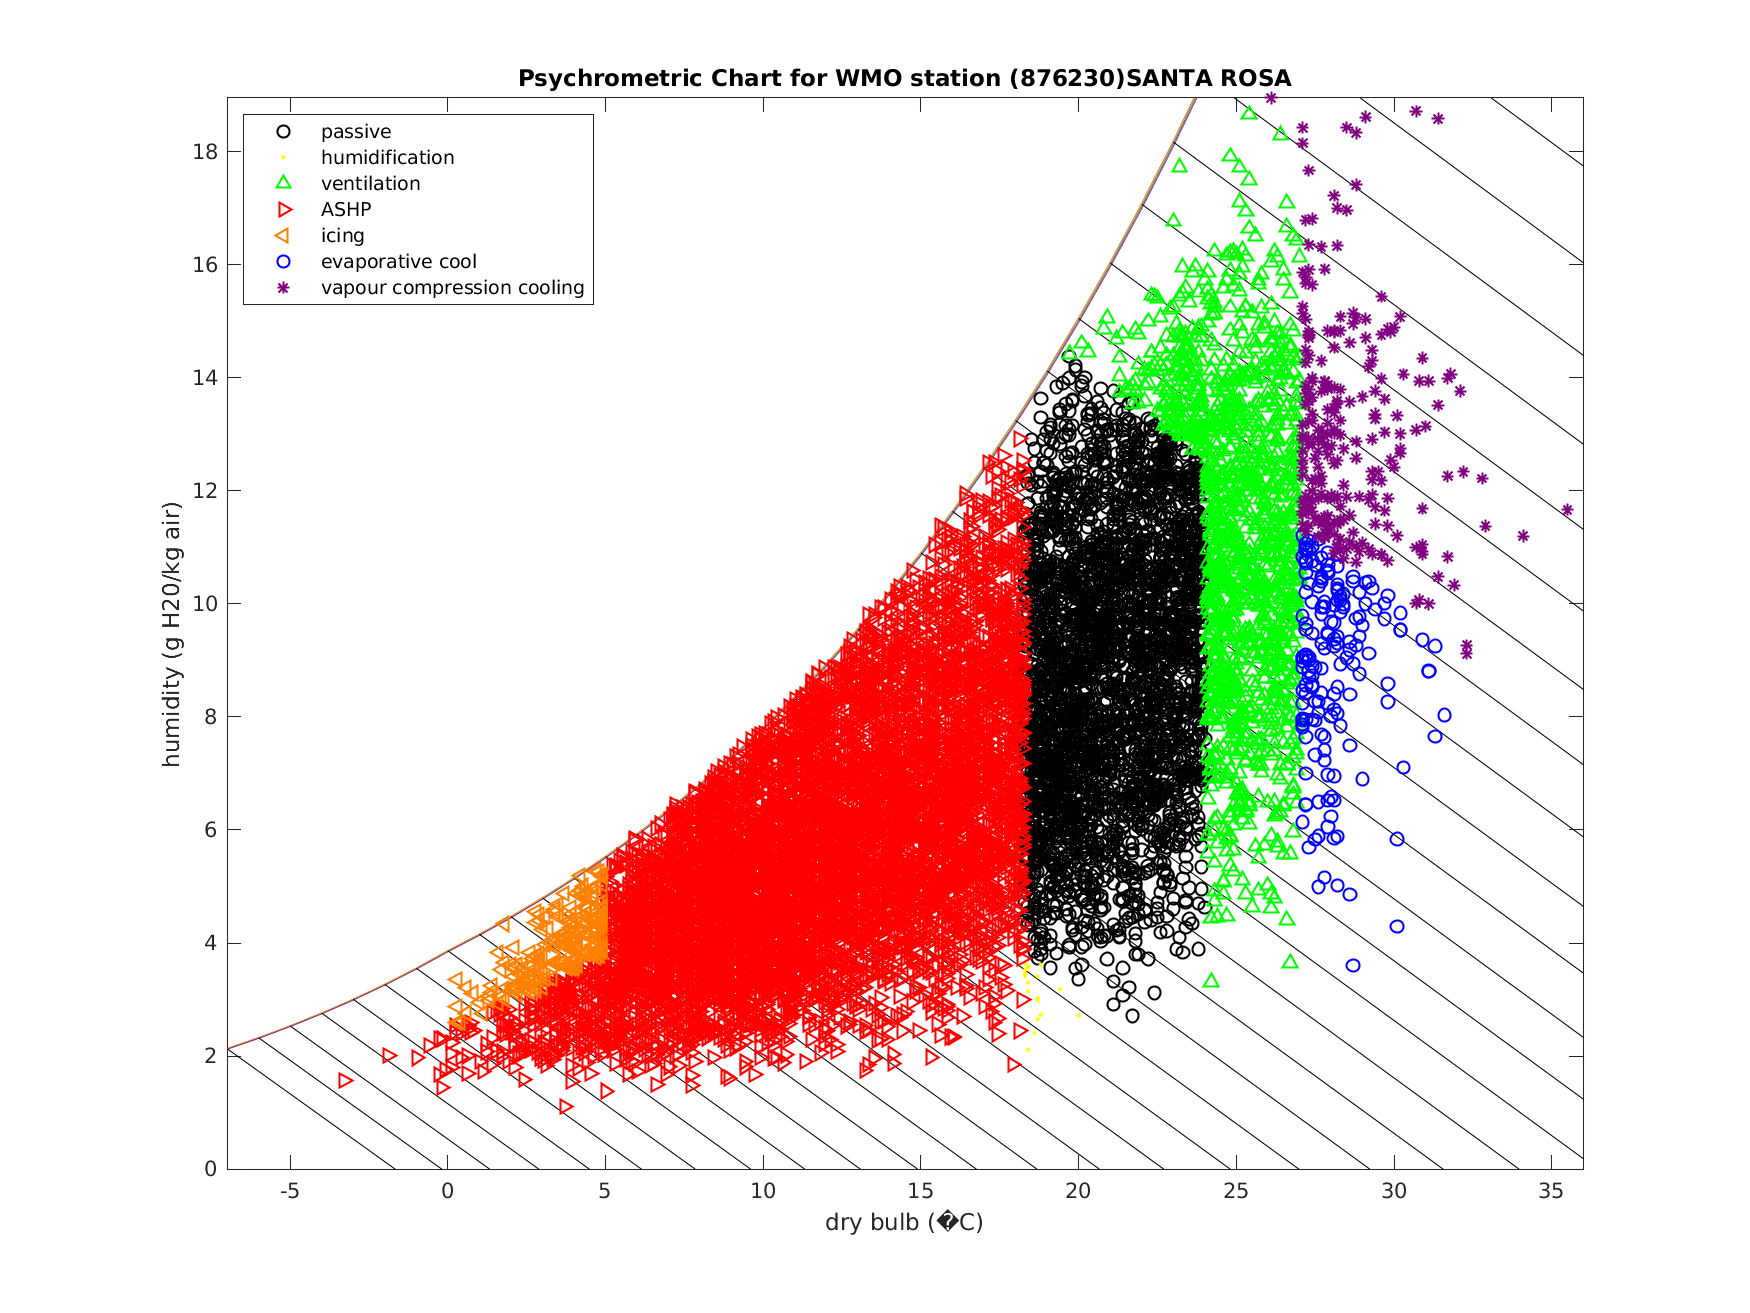 Psychrometric Chart for WMO station (876230)SANTA ROSA
passive
humidification
ventilation
ASHP
icing
evaporative cool
vapour compression cooling
humidity (g H20/kg air)
18
16
14
12
10
8
6
4
2
0
-5 0 5 10 15 20 25 30 35
dry bulb (�C)